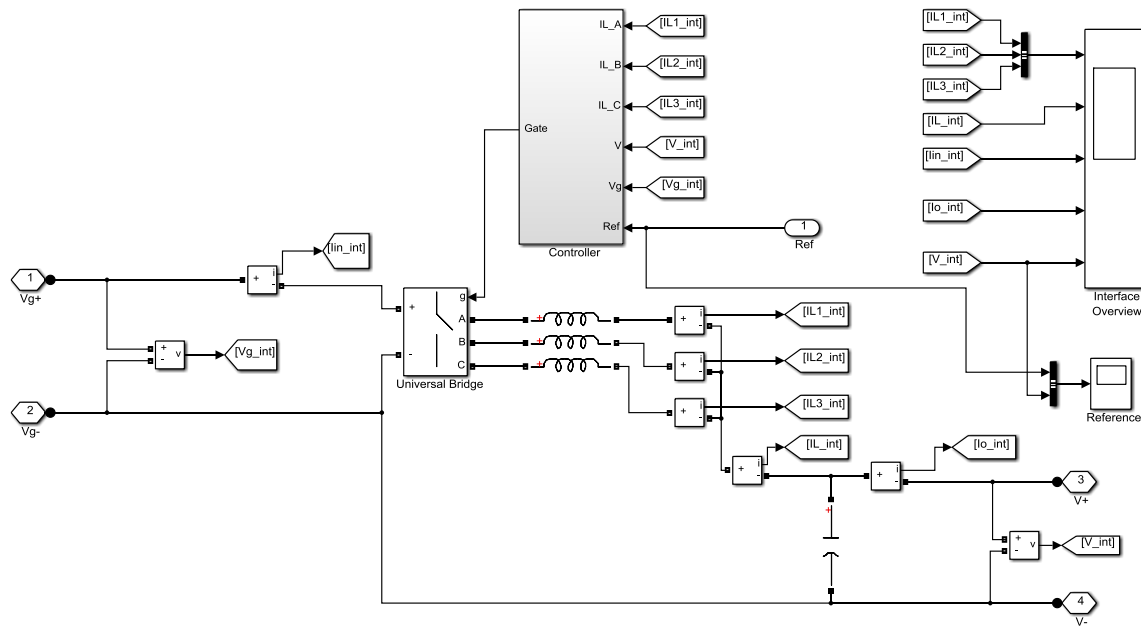 IL_A
[IL1_int]
IL_B
[IL2_int]
IL_C
[IL3_int]
Gate
V
[V_int]
Vg
[Vg_int]
Ref
Controller
1
Ref
[IL1_int]
[IL2_int]
[IL3_int]
[IL_int]
[Iin_int]
[Io_int]
[V_int]
Interface
Overview
1
Vg+
+
i
-
[Iin_int]
+
-
v
[Vg_int]
2
Vg-
+
-
g
A
B
C
Universal Bridge
+
+
+
+
i
-
[IL1_int]
+
i
-
[IL2_int]
+
i
-
[IL3_int]
+
i
-
[IL_int]
+
i
-
[Io_int]
Reference
3
V+
+
+
-
v
[V_int]
4
V-